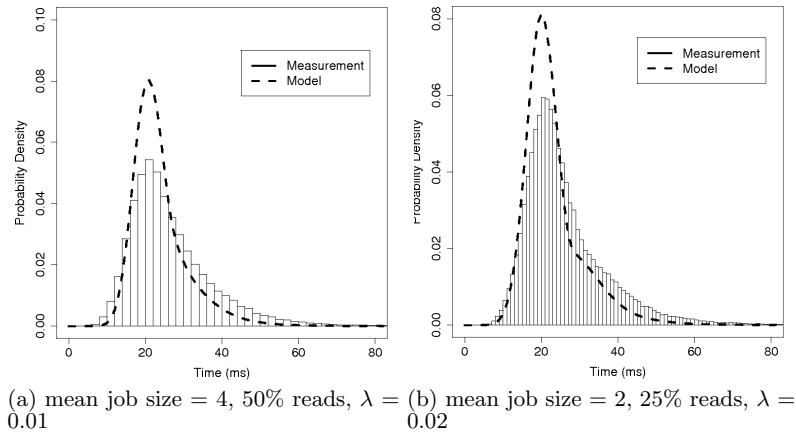 0.10
0.08
0.06
0.04
0.02
0.00
Probability Density
Measurement
Model
0
20
40
60
80
Time (ms)
0.08
0.06
0.04
0.02
0.00
Probability Density
Measurement
Model
0
20
40
60
80
Time (ms)
(a) mean job size = 4, 50% reads, λ = 0.01
(b) mean job size = 2, 25% reads, λ = 0.02